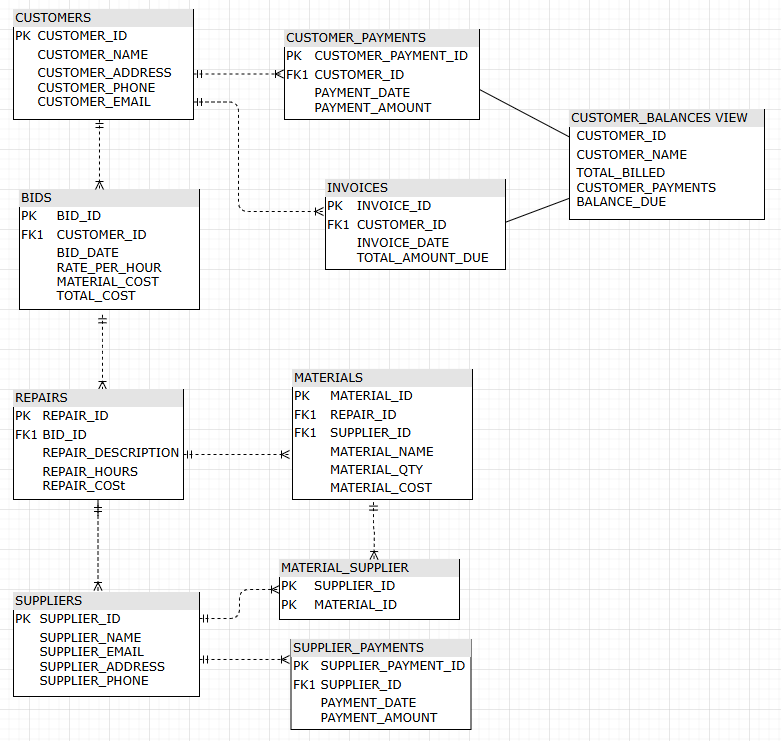 CUSTOMERS
PK CUSTOMER_ID
CUSTOMER_NAME
CUSTOMER_ADDRESS
CUSTOMER_PHONE
CUSTOMER_EMAIL
CUSTOMER_PAYMENTS
PK CUSTOMER_PAYMENT_ID
FK1 CUSTOMER_ID
PAYMENT_DATE
PAYMENT_AMOUNT
CUSTOMER_BALANCES VIEW
CUSTOMER_ID
CUSTOMER_NAME
TOTAL_BILLED
CUSTOMER_PAYMENTS
BALANCE_DUE
BIDS
PK BID_ID
FK1 CUSTOMER_ID
BID_DATE
RATE_PER_HOUR
MATERIAL_COST
TOTAL_COST
INVOICES
PK INVOICE_ID
FK1 CUSTOMER_ID
INVOICE_DATE
TOTAL_AMOUNT_DUE
REPAIRS
PK REPAIR_ID
FK1 BID_ID
REPAIR_DESCRIPTION
REPAIR_HOURS
REPAIR_COSt
MATERIALS
PK MATERIAL_ID
FK1 REPAIR_ID
FK1 SUPPLIER_ID
MATERIAL_NAME
MATERIAL_QTY
MATERIAL_COST
MATERIAL_SUPPLIER
PK SUPPLIER_ID
PK MATERIAL_ID
SUPPLIERS
PK SUPPLIER_ID
SUPPLIER_NAME
SUPPLIER_EMAIL
SUPPLIER_ADDRESS
SUPPLIER_PHONE
SUPPLIER_PAYMENTS
PK SUPPLIER_PAYMENT_ID
FK1 SUPPLIER_ID
PAYMENT_DATE
PAYMENT_AMOUNT